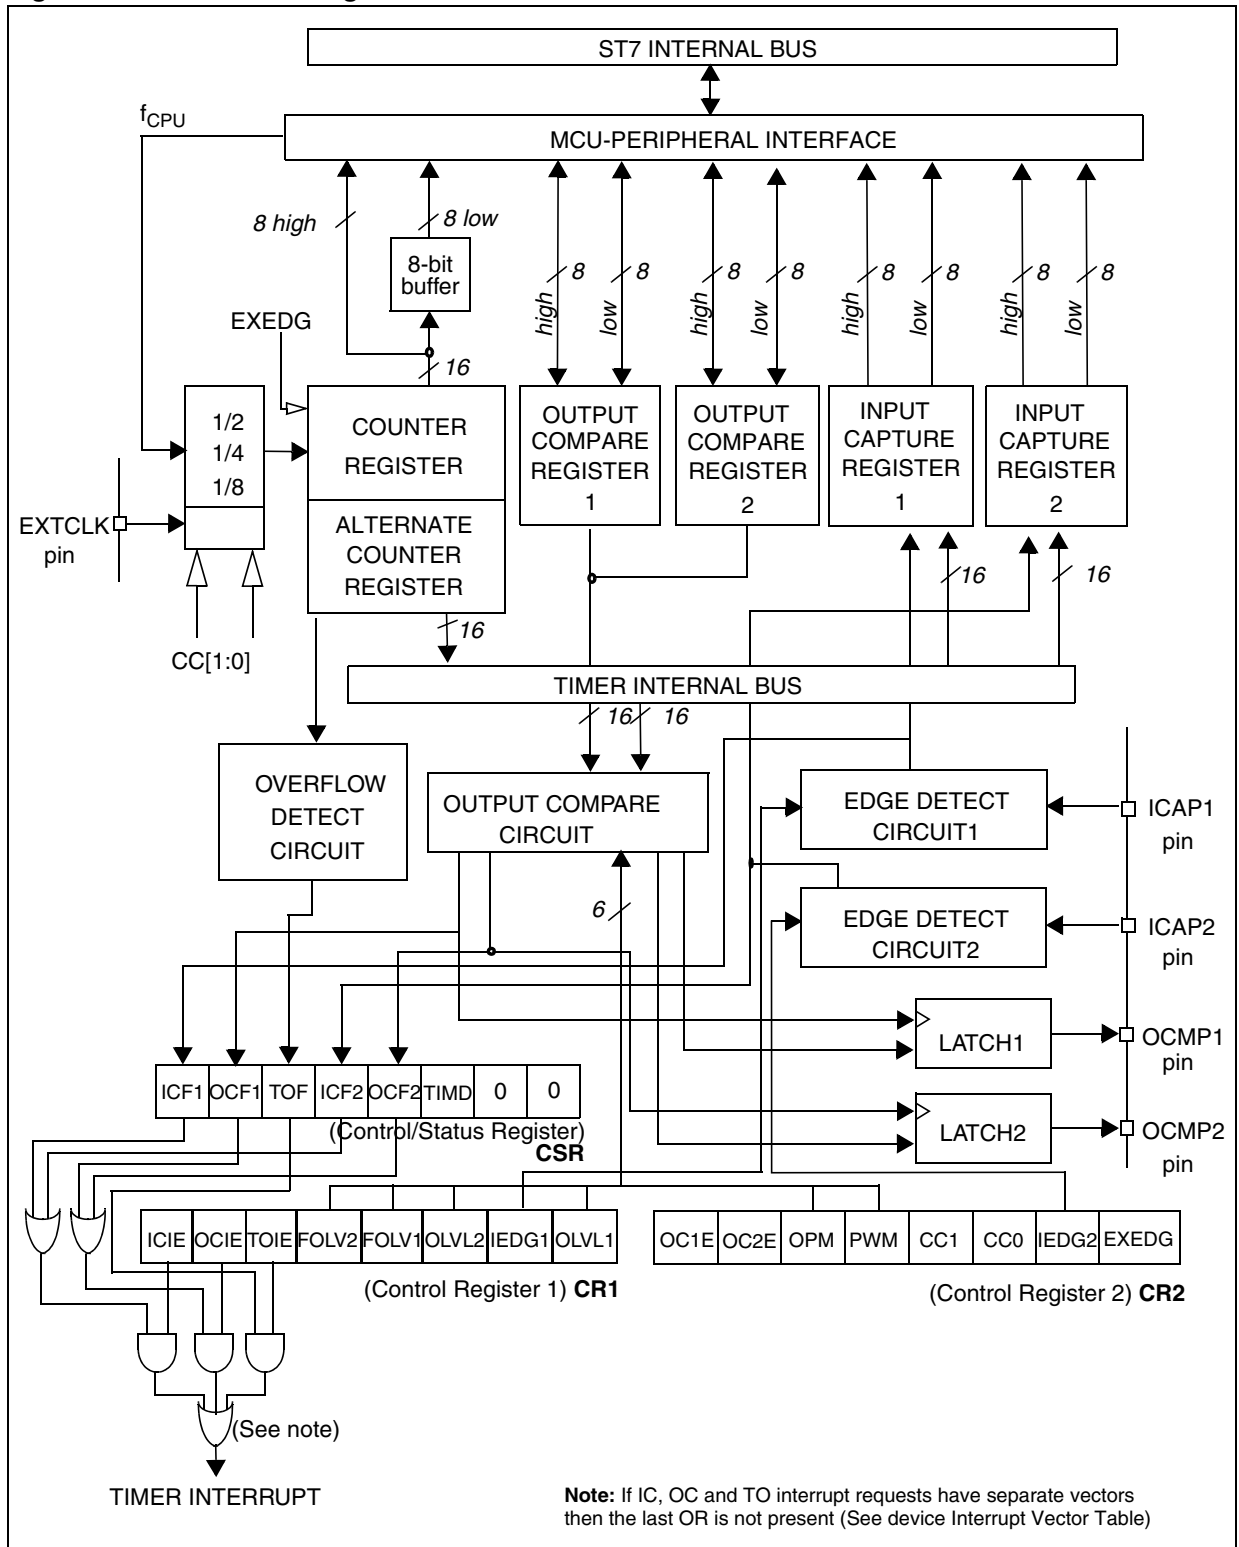 ST7 INTERNAL BUS
fCPU
MCU-PERIPHERAL INTERFACE
8 high
8 low
8-bit
buffer
8
8
8
8
8
8
8
8
high
low
high
low
high
low
high
low
EXEDG
16
1/2
1/4
1/8
COUNTER
REGISTER
ALTERNATE
COUNTER
REGISTER
OUTPUT
COMPARE
REGISTER
1
OUTPUT
COMPARE
REGISTER
2
INPUT
CAPTURE
REGISTER
1
INPUT
CAPTURE
REGISTER
2
EXTCLK
pin
CC[1:0]
16
16
16
TIMER INTERNAL BUS
16
16
OVERFLOW
DETECT
CIRCUIT
OUTPUT COMPARE
CIRCUIT
EDGE DETECT
CIRCUIT1
ICAP1
pin
6
EDGE DETECT
CIRCUIT2
ICAP2
pin
LATCH1
OCMP1
pin
LATCH2
OCMP2
pin
ICF1 OCF1 TOF ICF2 OCF2 TIMD 0 0
(Control/Status Register)
CSR
ICIE OCIE TOIE FOLV2 FOLV1 OLVL2 IEDG1 OLVL1
(Control Register 1) CR1
OC1E OC2E OPM PWM CC1 CC0 IEDG2 EXEDG
(Control Register 2) CR2
(See note)
TIMER INTERRUPT
Note: If IC, OC and TO interrupt requests have separate vectors
then the last OR is not present (See device Interrupt Vector Table)